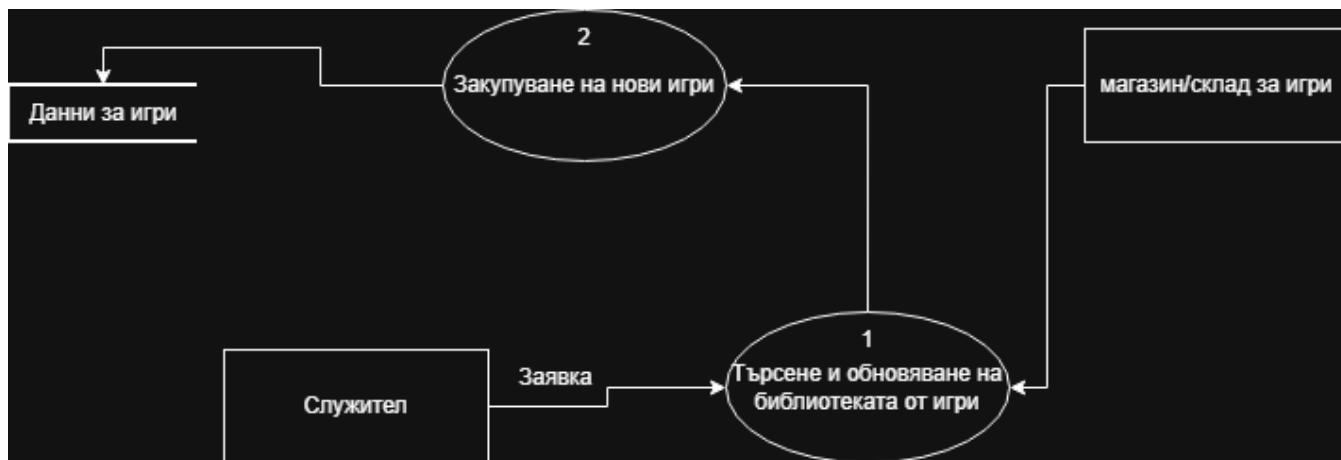 2
Закупуване на нови игри
магазин/склад за игри
Данни за игри
1
Търсене и обновяване на
библиотеката от игри
Заявка
Служител